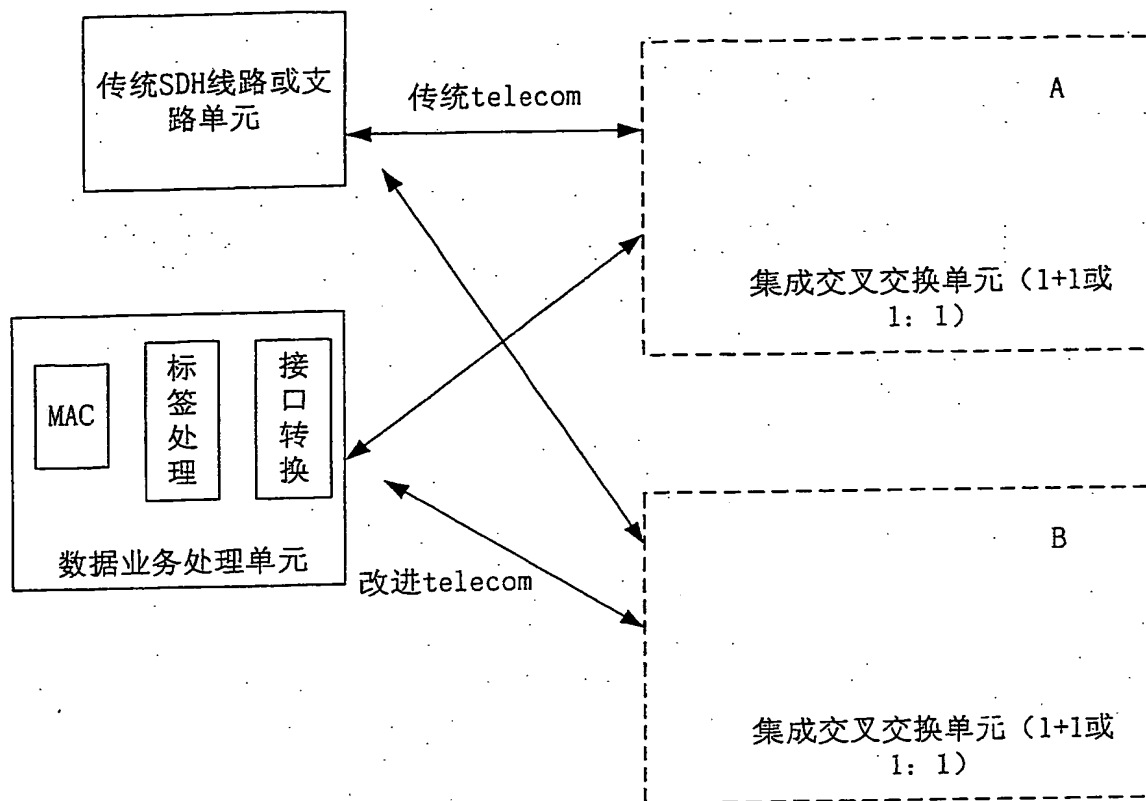 传统SDH线路或支
路单元
传统telecom
A
集成交叉交换单元（1+1或
1：1）
MAC
标签处理
接口转换
数据业务处理单元
改进telecom
B
集成交叉交换单元（1+1或
1：1）